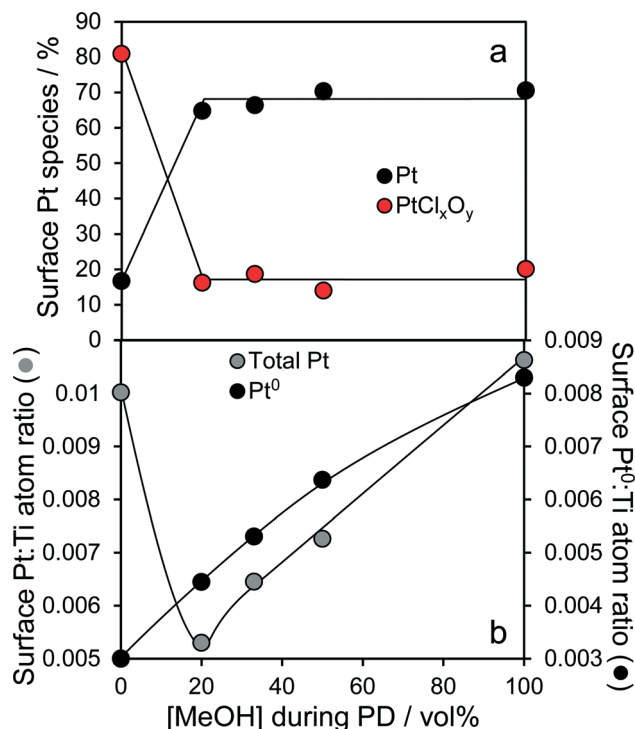 a
Surface Pt species / %
90
80
70
60
50
40
30
20
10
0
Pt
PtClxOy
b
Surface Pt:Ti atom ratio (●)
0.01
0.009
0.008
0.007
0.006
0.005
Total Pt
Pt⁰
0.009
0.008
0.007
0.006
0.005
0.004
0.003
Surface Pt⁰:Ti atom ratio (●)
0 20 40 60 80 100
[MeOH] during PD / vol%